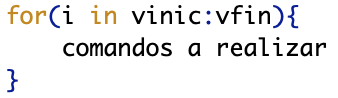 for(i in vinic:vfin){
    comandos a realizar
}